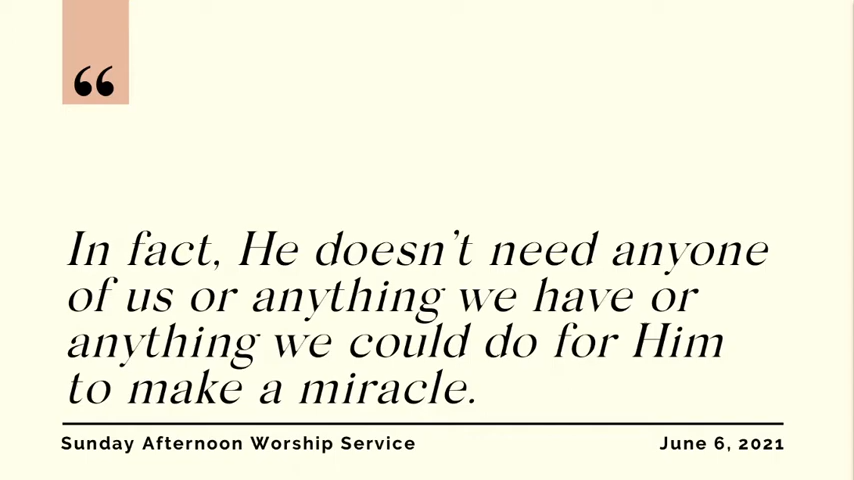 “
In fact, He doesn’t need anyone
of us or anything we have or
anything we could do for Him
to make a miracle.
Sunday Afternoon Worship Service
June 6, 2021